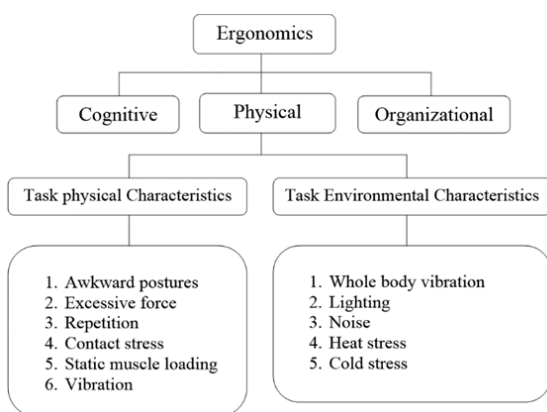 Ergonomics
Cognitive
Physical
Organizational
Task physical Characteristics
Task Environmental Characteristics
1. Awkward postures
2. Excessive force
3. Repetition
4. Contact stress
5. Static muscle loading
6. Vibration
1. Whole body vibration
2. Lighting
3. Noise
4. Heat stress
5. Cold stress